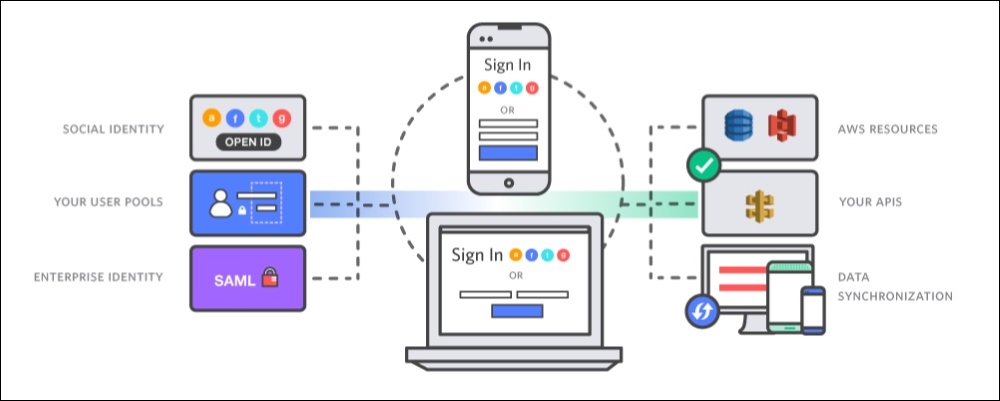 SOCIAL IDENTITY
a f t g
OPEN ID
YOUR USER POOLS
ENTERPRISE IDENTITY
SAML
Sign In
a f t g
OR
Sign In a f t g
OR
AWS RESOURCES
YOUR APIS
DATA
SYNCHRONIZATION